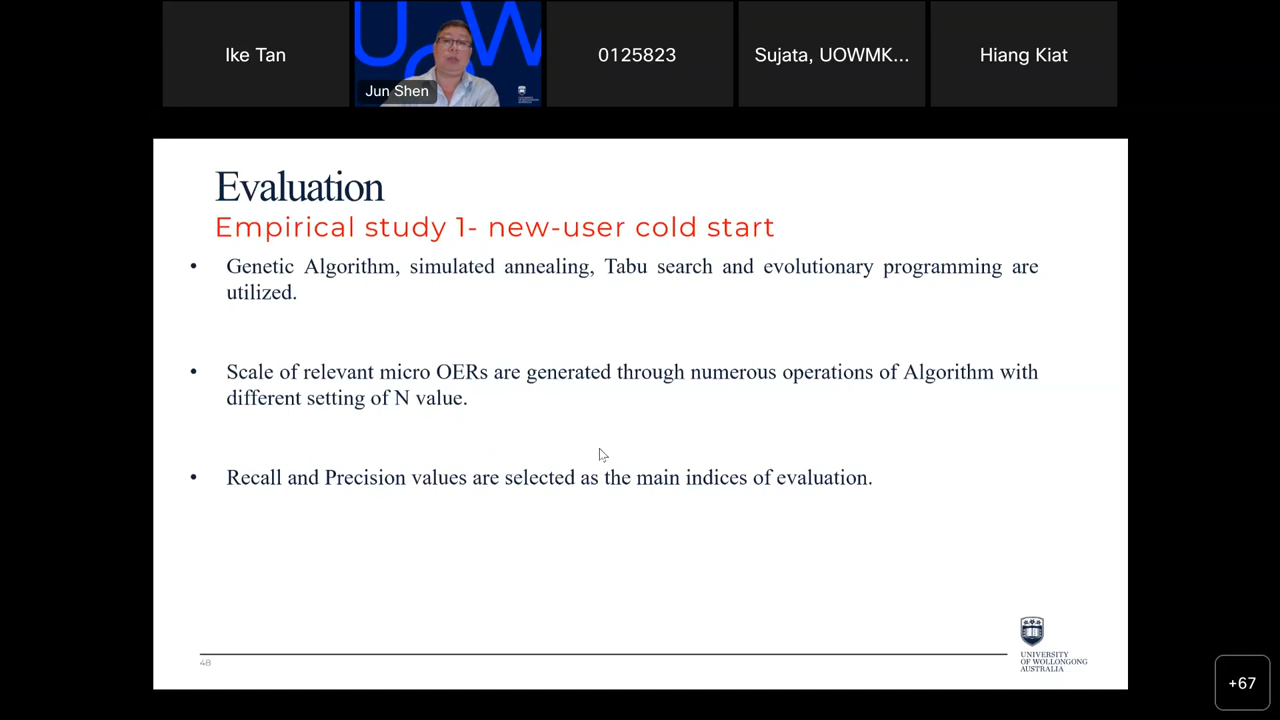 Ike Tan
UOW
Jun Shen
0125823
Sujata, UOWMK...
Hiang Kiat
Evaluation
Empirical study 1- new-user cold start
• Genetic Algorithm, simulated annealing, Tabu search and evolutionary programming are
utilized.
• Scale of relevant micro OERs are generated through numerous operations of Algorithm with
different setting of N value.
• Recall and Precision values are selected as the main indices of evaluation.
48
UNIVERSITY
OF WOLLONGONG
AUSTRALIA
+67